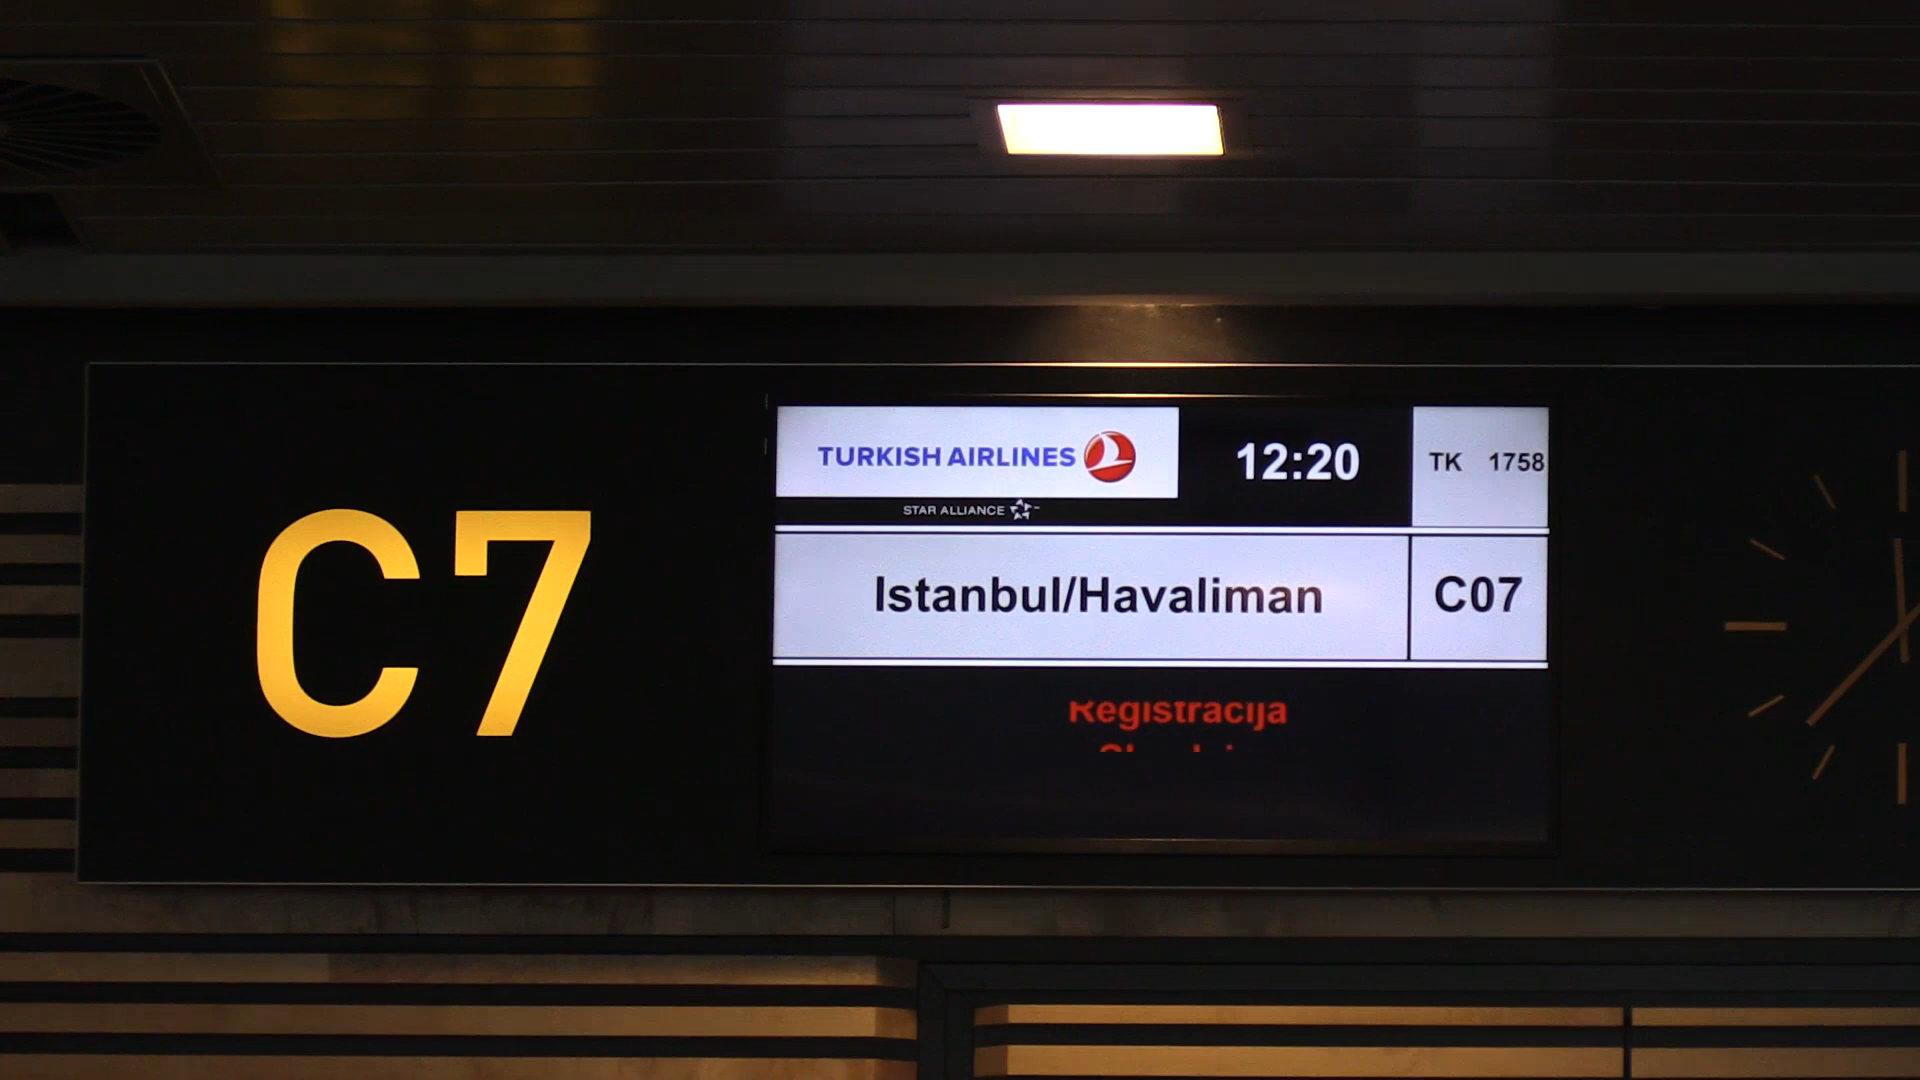 C7
TURKISH AIRLINES
12:20
TK 1758
STAR ALLIANCE
Istanbul/Havaliman
C07
Registracija